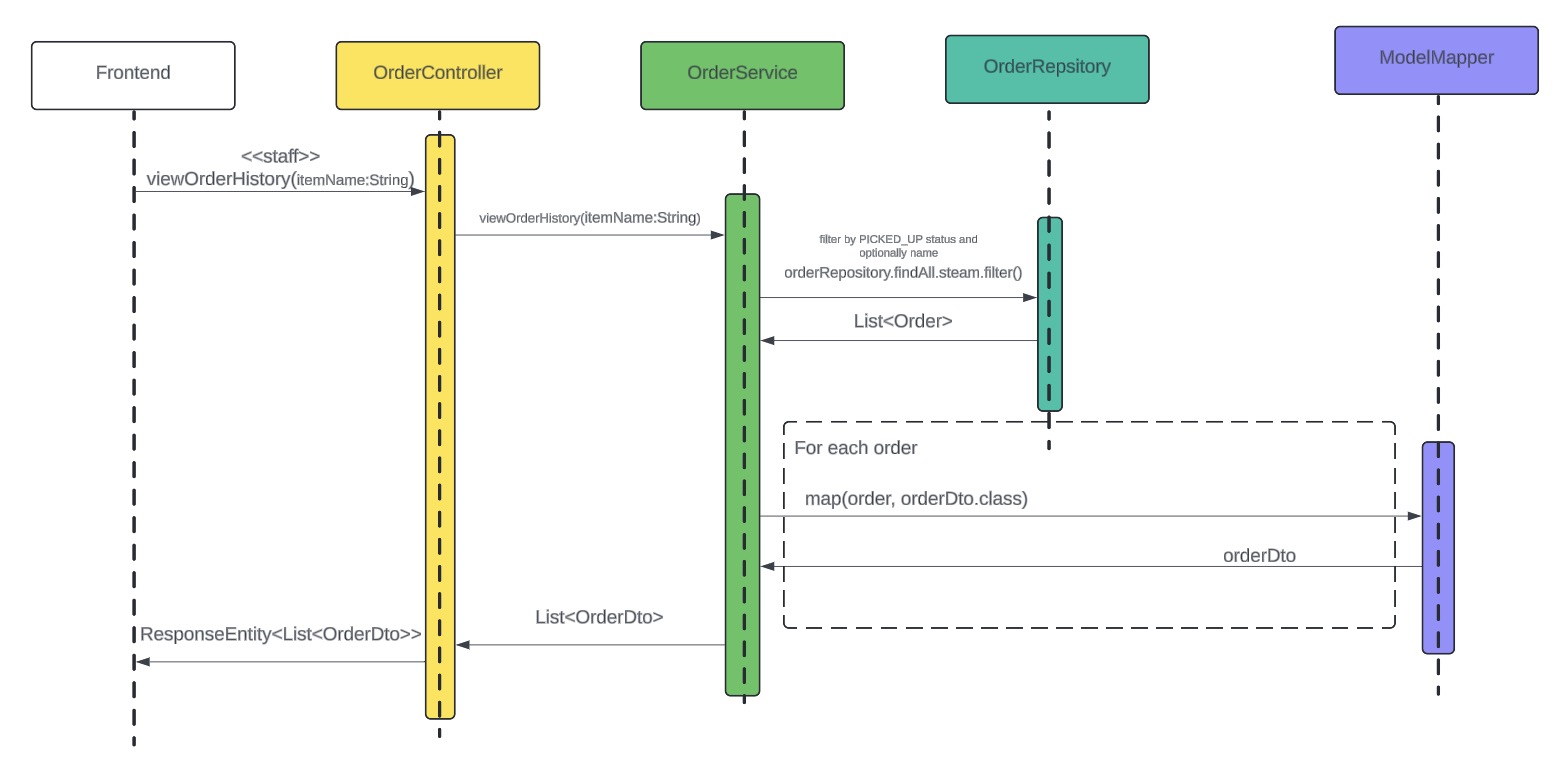 Frontend
OrderController
OrderService
OrderRepsitory
ModelMapper
<<staff>>
viewOrderHistory(itemName:String)
viewOrderHistory(itemName:String)
filter by PICKED_UP status and
optionally name
orderRepository.findAll.steam.filter()
List<Order>
For each order
map(order, orderDto.class)
orderDto
List<OrderDto>
ResponseEntity<List<OrderDto>>